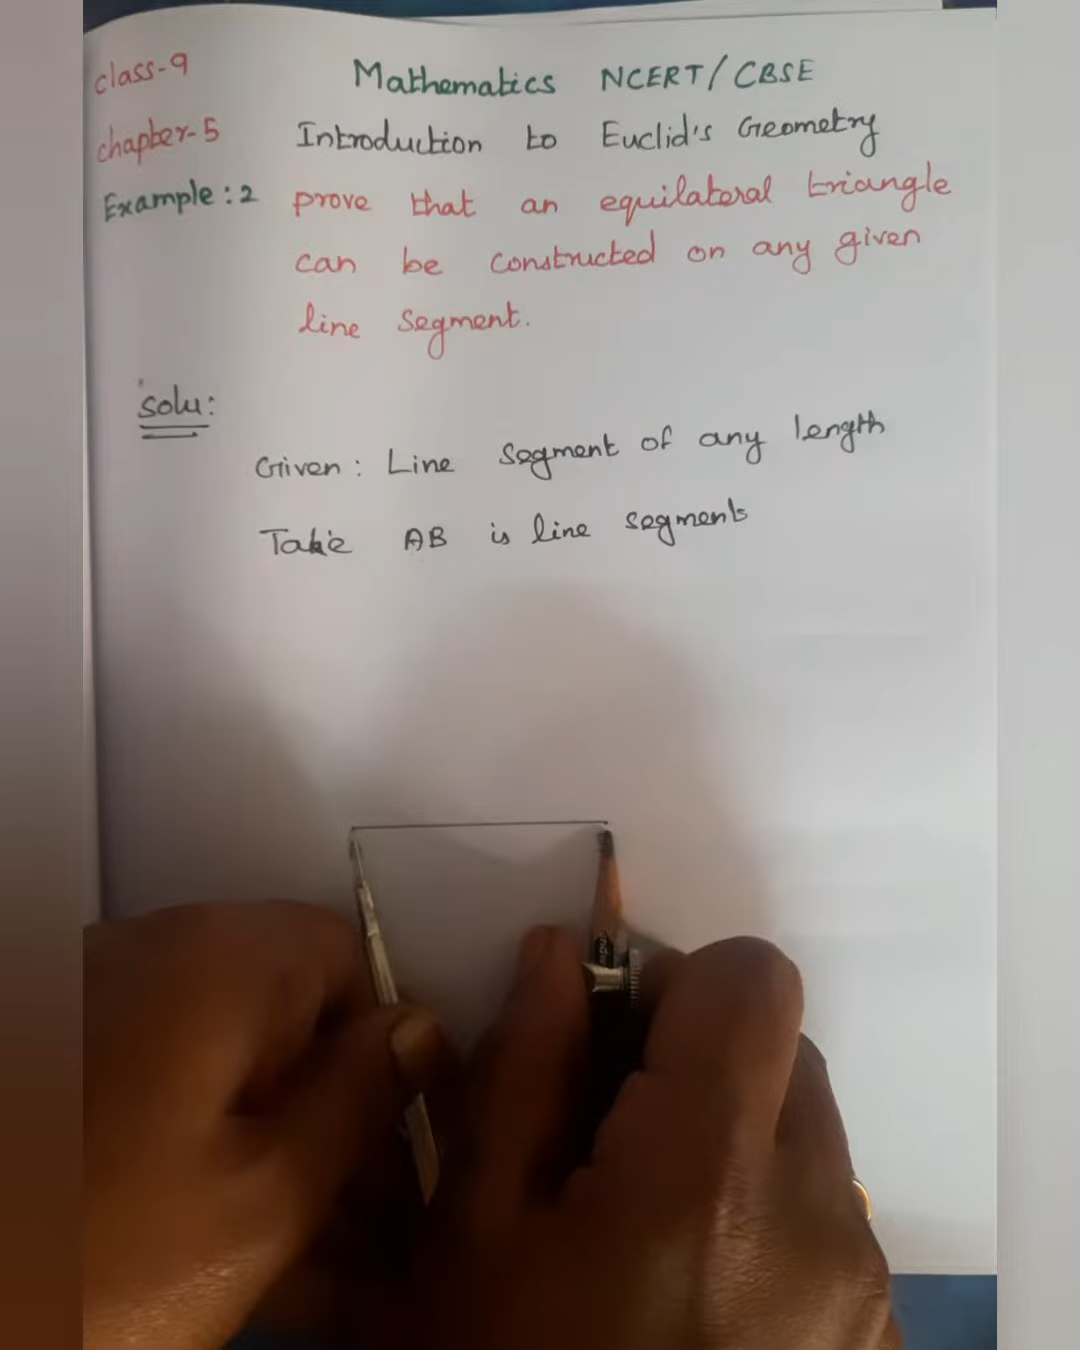 class-9 Mathematics NCERT/CBSE
chapter-5 Introduction to Euclid's Geometry
Example:2 prove that an equilateral triangle
can be constructed on any given
line segment.
Solu:
Given: Line segment of any length
Take AB is line segment